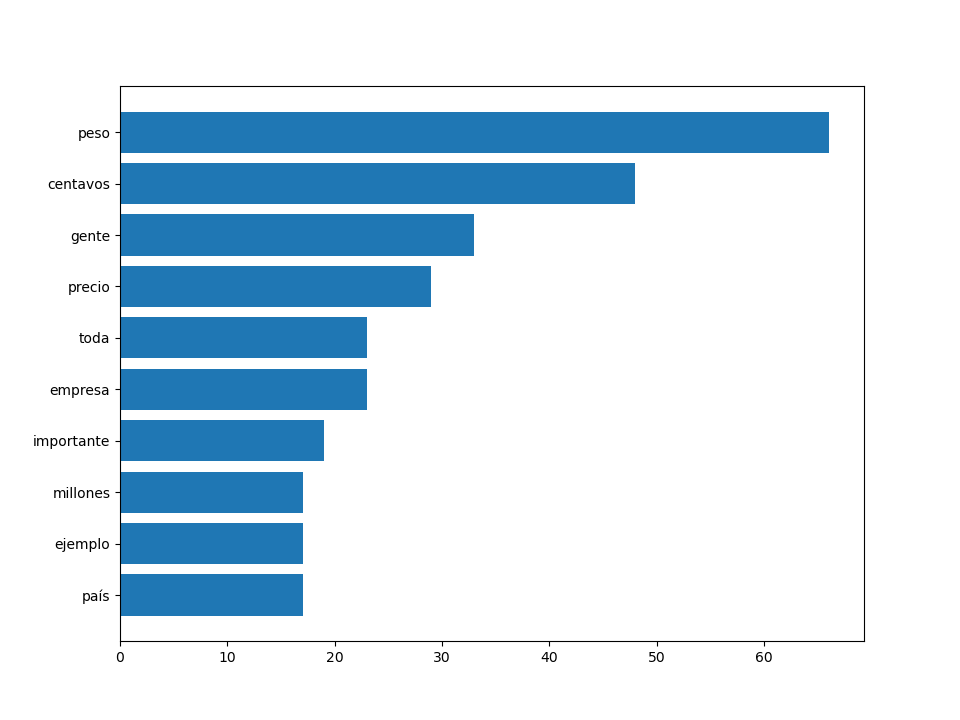 peso
centavos
gente
precio
toda
empresa
importante
millones
ejemplo
país
0 10 20 30 40 50 60